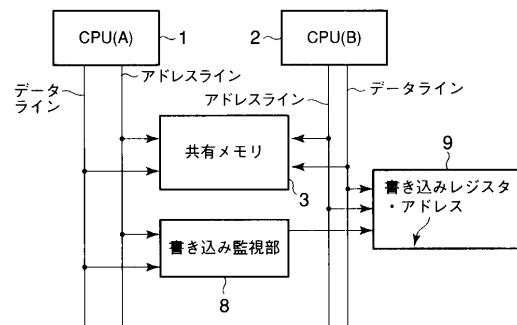 CPU(A)
1
2
CPU(B)
データ
ライン
アドレスライン
アドレスライン
データライン
共有メモリ
3
9
書き込みレジスタ
・アドレス
書き込み監視部
8